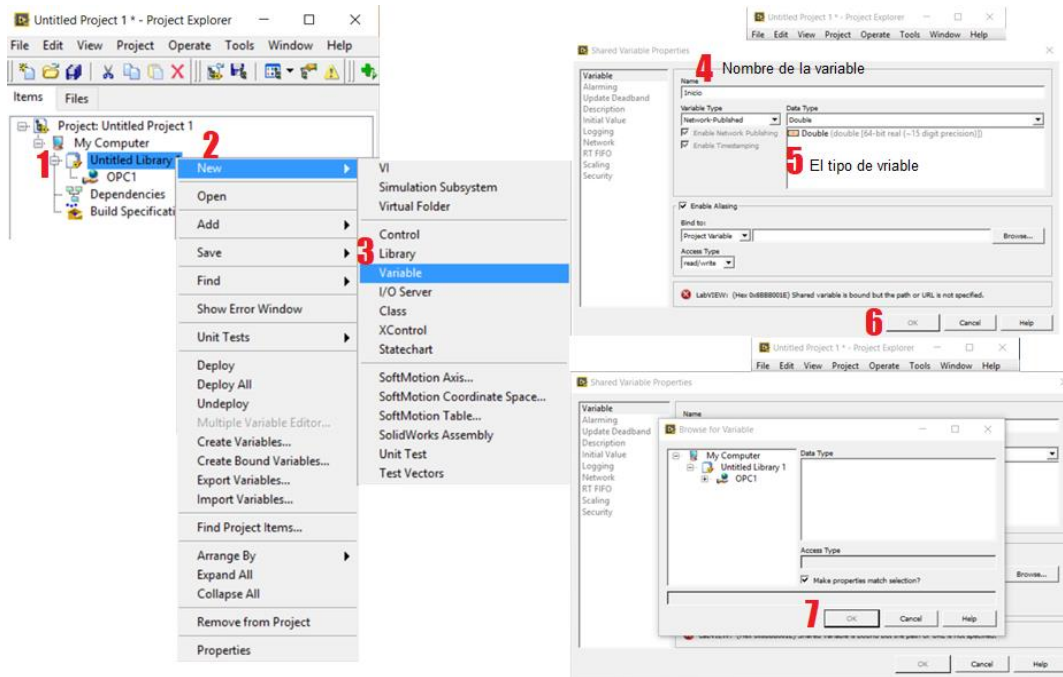 Untitled Project 1 * - Project Explorer
File Edit View Project Operate Tools Window Help
Items Files
Project: Untitled Project 1
My Computer
1
Untitled Library
OPC1
Dependencies
Build Specificati
2
New
Open
Add
Save
Find
Show Error Window
Unit Tests
Deploy
Deploy All
Undeploy
Multiple Variable Editor...
Create Variables...
Create Bound Variables...
Export Variables...
Import Variables...
Find Project Items...
Arrange By
Expand All
Collapse All
Remove from Project
Properties
VI
Simulation Subsystem
Virtual Folder
Control
3
Library
Variable
I/O Server
Class
XControl
Statechart
SoftMotion Axis...
SoftMotion Coordinate Space...
SoftMotion Table...
SolidWorks Assembly
Unit Test
Test Vectors
Untitled Project 1 * - Project Explorer
File Edit View Project Operate Tools Window Help
Shared Variable Properties
Variable
Alarming
Update Deadband
Description
Initial Value
Logging
Network
RT FIFO
Scaling
Security
4 Nombre de la variable
Name
Inicio
Variable Type
Network-Published
Enable Network Publishing
Enable Timestamping
Data Type
Double
Double (double [64-bit real (~15 digit precision)])
5 El tipo de vriable
Enable Aliasing
Bind to:
Project Variable
Browse...
Access Type
read/write
LabVIEW: (Hex 0x8BBB001E) Shared variable is bound but the path or URL is not specified.
6
OK Cancel Help
Untitled Project 1 * - Project Explorer
File Edit View Project Operate Tools Window Help
Shared Variable Properties
Variable
Alarming
Update Deadband
Description
Initial Value
Logging
Network
RT FIFO
Scaling
Security
Name
Browse for Variable
My Computer
Untitled Library 1
OPC1
Data Type
Access Type
Make properties match selection?
7
OK Cancel Help
Browse...
OK Cancel Help